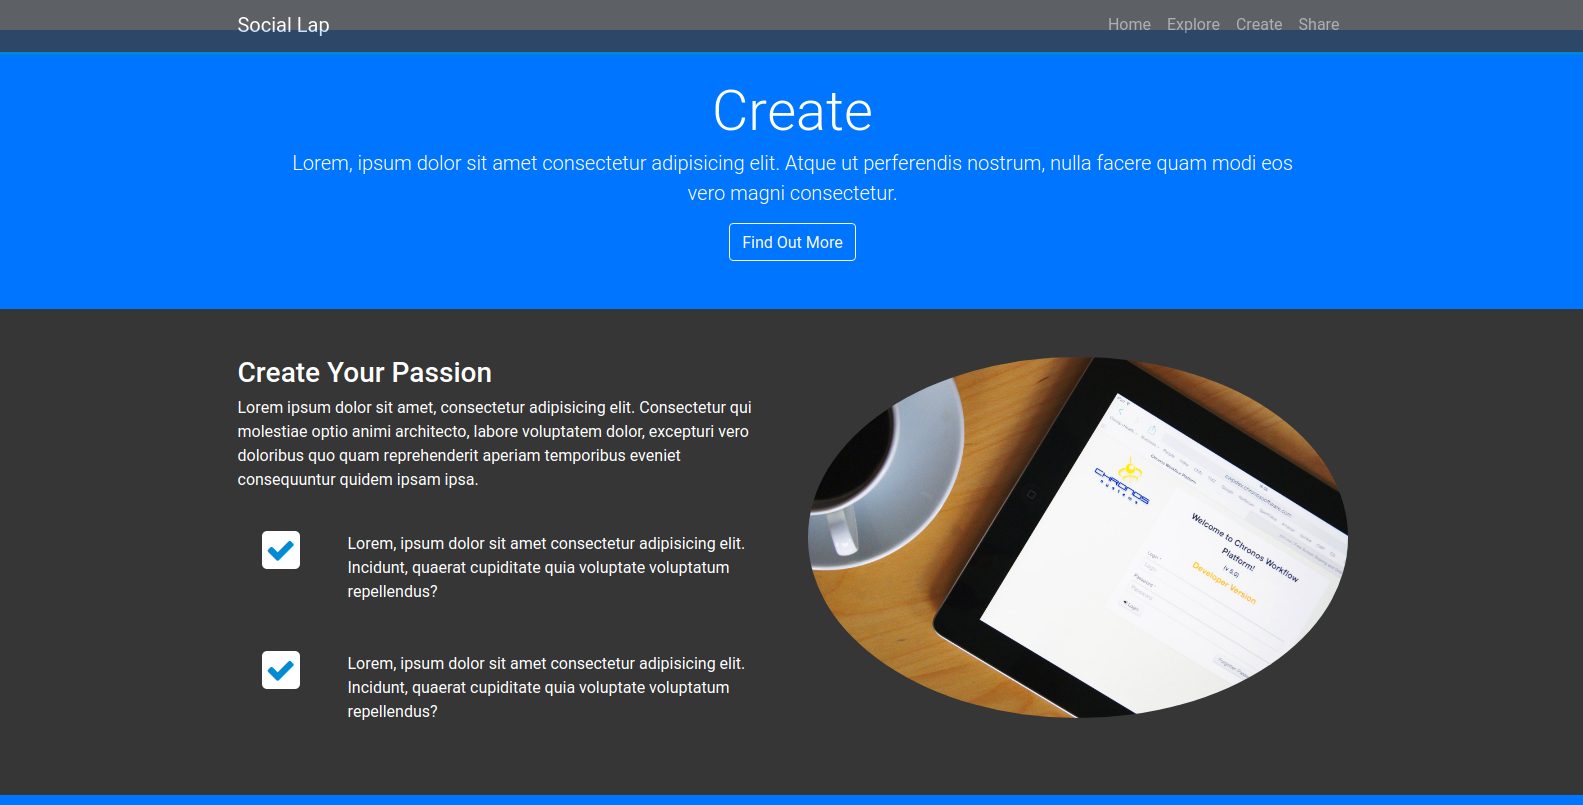 Social Lap
Home Explore Create Share
Create
Lorem, ipsum dolor sit amet consectetur adipisicing elit. Atque ut perferendis nostrum, nulla facere quam modi eos
vero magni consectetur.
Find Out More
Create Your Passion
Lorem ipsum dolor sit amet, consectetur adipisicing elit. Consectetur qui
molestiae optio animi architecto, labore voluptatem dolor, excepturi vero
doloribus quo quam reprehenderit aperiam temporibus eveniet
consequuntur quidem ipsam ipsa.
Lorem, ipsum dolor sit amet consectetur adipisicing elit.
Incidunt, quaerat cupiditate quia voluptate voluptatum
repellendus?
Lorem, ipsum dolor sit amet consectetur adipisicing elit.
Incidunt, quaerat cupiditate quia voluptate voluptatum
repellendus?
CHRONOS
systems
Welcome to Chronos Workflow
Platform!
Developer Version
Login
Password
Login